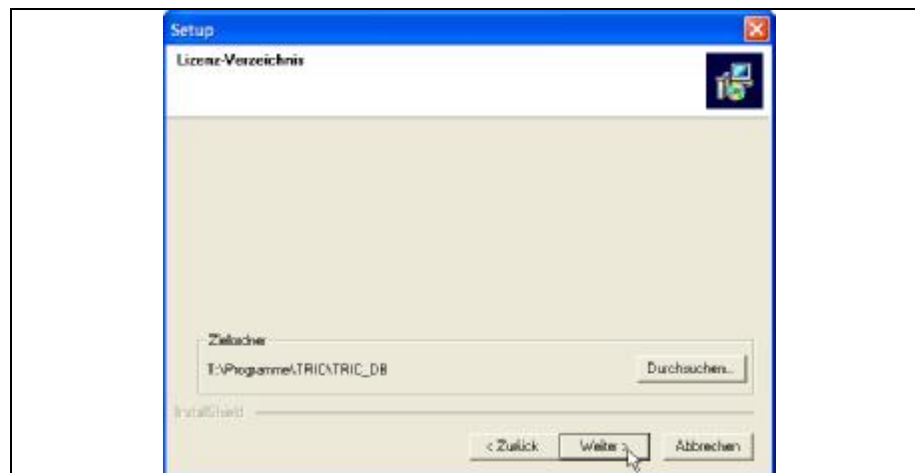 Setup
Lizenz-Verzeichnis
Zielordner
T:\Programme\TRIC\TRIC_DB
Durchsuchen...
InstallShield
< Zurück
Weiter >
Abbrechen